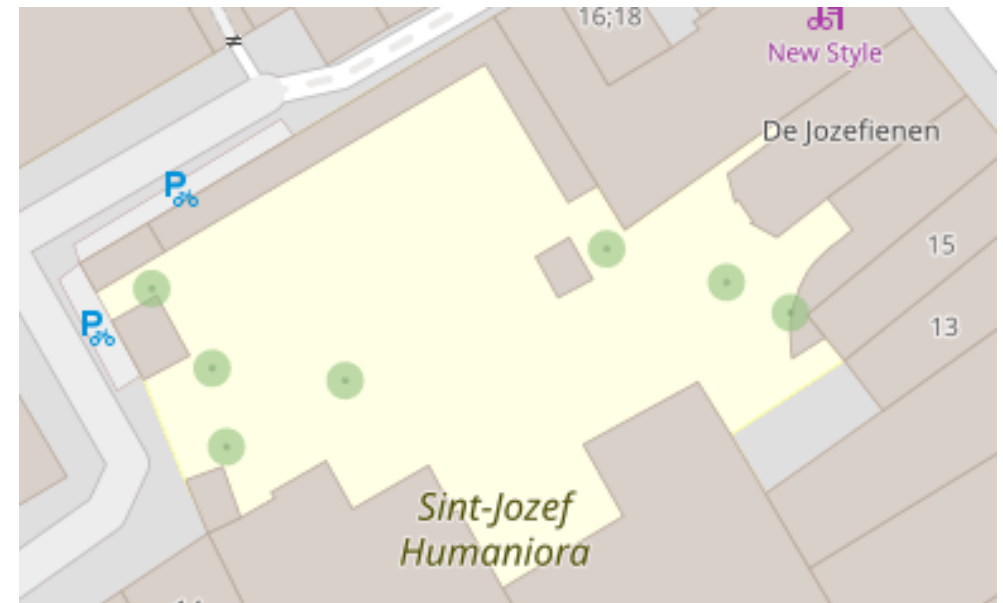 16;18
New Style
De Jozefienen
P
15
P
13
Sint-Jozef
Humaniora